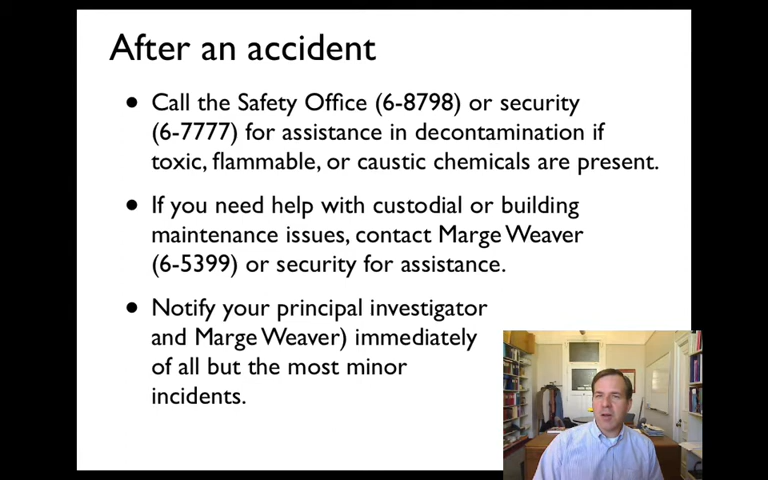 After an accident
• Call the Safety Office (6-8798) or security
(6-7777) for assistance in decontamination if
toxic, flammable, or caustic chemicals are present.
• If you need help with custodial or building
maintenance issues, contact Marge Weaver
(6-5399) or security for assistance.
• Notify your principal investigator
and Marge Weaver) immediately
of all but the most minor
incidents.